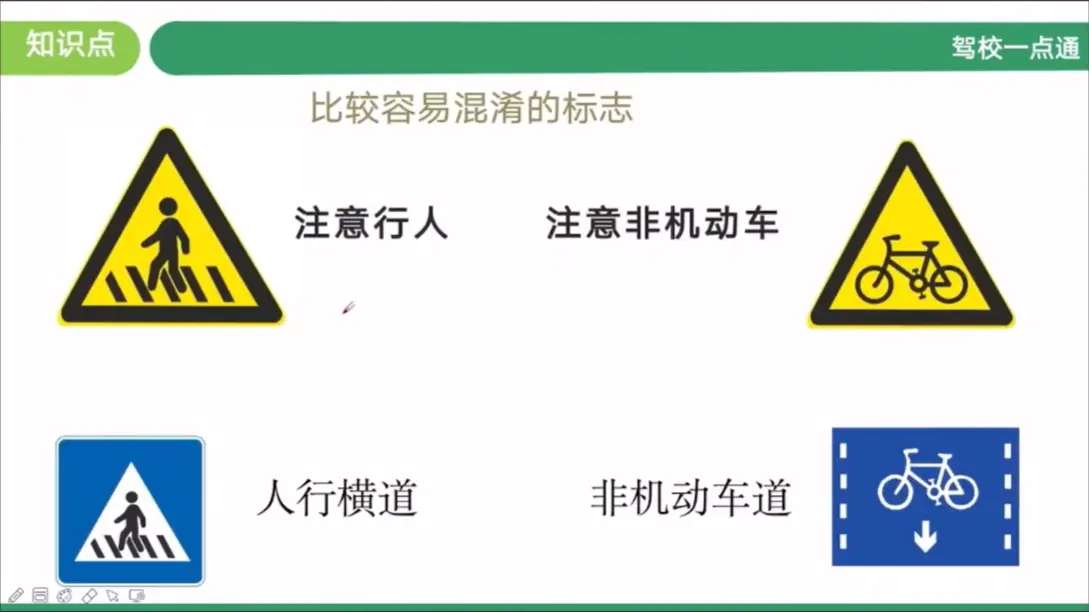 知识点
驾校一点通
比较容易混淆的标志
注意行人
注意非机动车
人行横道
非机动车道